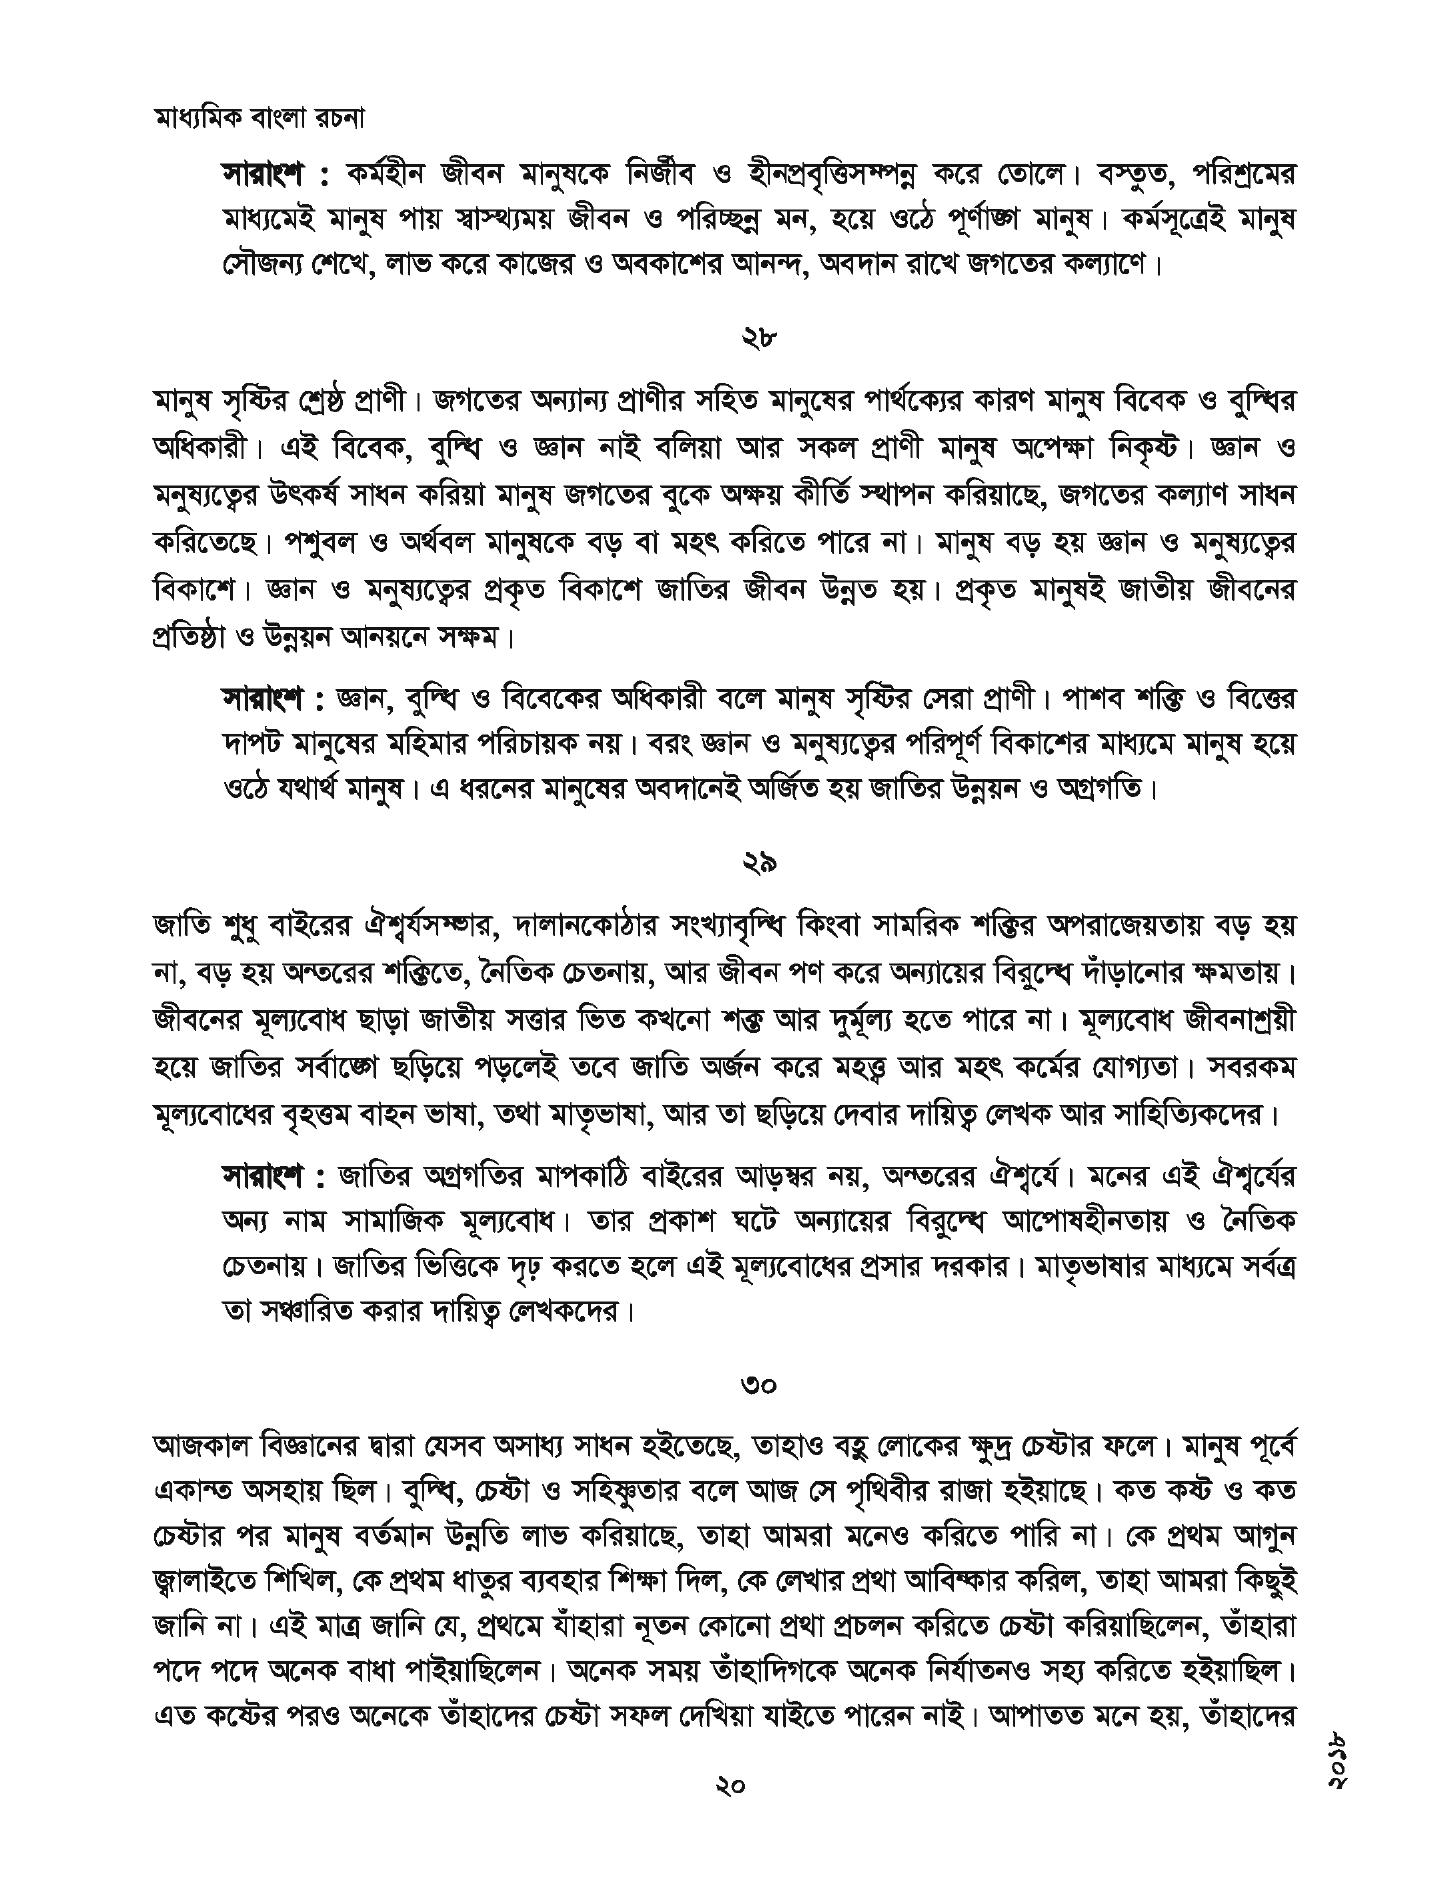 মাধ্যমিক বাংলা রচনা
সারাংশ : কর্মহীন জীবন মানুষকে নির্জীব ও হীনপ্রবৃত্তিসম্পন্ন করে তোলে। বস্তুত, পরিশ্রমের
মাধ্যমেই মানুষ পায় স্বাস্থ্যময় জীবন ও পরিচ্ছন্ন মন, হয়ে ওঠে পূর্ণাঙ্গ মানুষ। কর্মসূত্রেই মানুষ
সৌজন্য শেখে, লাভ করে কাজের ও অবকাশের আনন্দ, অবদান রাখে জগতের কল্যাণে।
২৮
মানুষ সৃষ্টির শ্রেষ্ঠ প্রাণী। জগতের অন্যান্য প্রাণীর সহিত মানুষের পার্থক্যের কারণ মানুষ বিবেক ও বুদ্ধির
অধিকারী। এই বিবেক, বুদ্ধি ও জ্ঞান নাই বলিয়া আর সকল প্রাণী মানুষ অপেক্ষা নিকৃষ্ট। জ্ঞান ও
মনুষ্যত্বের উৎকর্ষ সাধন করিয়া মানুষ জগতের বুকে অক্ষয় কীর্তি স্থাপন করিয়াছে, জগতের কল্যাণ সাধন
করিতেছে। পশুবল ও অর্থবল মানুষকে বড় বা মহৎ করিতে পারে না। মানুষ বড় হয় জ্ঞান ও মনুষ্যত্বের
বিকাশে। জ্ঞান ও মনুষ্যত্বের প্রকৃত বিকাশে জাতির জীবন উন্নত হয়। প্রকৃত মানুষই জাতীয় জীবনের
প্রতিষ্ঠা ও উন্নয়ন আনয়নে সক্ষম।
সারাংশ : জ্ঞান, বুদ্ধি ও বিবেকের অধিকারী বলে মানুষ সৃষ্টির সেরা প্রাণী। পাশব শক্তি ও বিত্তের
দাপট মানুষের মহিমার পরিচায়ক নয়। বরং জ্ঞান ও মনুষ্যত্বের পরিপূর্ণ বিকাশের মাধ্যমে মানুষ হয়ে
ওঠে যথার্থ মানুষ। এ ধরনের মানুষের অবদানেই অর্জিত হয় জাতির উন্নয়ন ও অগ্রগতি।
২৯
জাতি শুধু বাইরের ঐশ্বর্যসম্ভার, দালানকোঠার সংখ্যাবৃদ্ধি কিংবা সামরিক শক্তির অপরাজেয়তায় বড় হয়
না, বড় হয় অন্তরের শক্তিতে, নৈতিক চেতনায়, আর জীবন পণ করে অন্যায়ের বিরুদ্ধে দাঁড়ানোর ক্ষমতায়।
জীবনের মূল্যবোধ ছাড়া জাতীয় সত্তার ভিত কখনো শক্ত আর দুর্মূল্য হতে পারে না। মূল্যবোধ জীবনাশ্রয়ী
হয়ে জাতির সর্বাঙ্গে ছড়িয়ে পড়লেই তবে জাতি অর্জন করে মহত্ত্ব আর মহৎ কর্মের যোগ্যতা। সবরকম
মূল্যবোধের বৃহত্তম বাহন ভাষা, তথা মাতৃভাষা, আর তা ছড়িয়ে দেবার দায়িত্ব লেখক আর সাহিত্যিকদের।
সারাংশ : জাতির অগ্রগতির মাপকাঠি বাইরের আড়ম্বর নয়, অন্তরের ঐশ্বর্যে। মনের এই ঐশ্বর্যের
অন্য নাম সামাজিক মূল্যবোধ। তার প্রকাশ ঘটে অন্যায়ের বিরুদ্ধে আপোষহীনতায় ও নৈতিক
চেতনায়। জাতির ভিত্তিকে দৃঢ় করতে হলে এই মূল্যবোধের প্রসার দরকার। মাতৃভাষার মাধ্যমে সর্বত্র
তা সঞ্চারিত করার দায়িত্ব লেখকদের।
৩০
আজকাল বিজ্ঞানের দ্বারা যেসব অসাধ্য সাধন হইতেছে, তাহাও বহু লোকের ক্ষুদ্র চেষ্টার ফলে। মানুষ পূর্বে
একান্ত অসহায় ছিল। বুদ্ধি, চেষ্টা ও সহিষ্ণুতার বলে আজ সে পৃথিবীর রাজা হইয়াছে। কত কষ্ট ও কত
চেষ্টার পর মানুষ বর্তমান উন্নতি লাভ করিয়াছে, তাহা আমরা মনেও করিতে পারি না। কে প্রথম আগুন
জ্বালাইতে শিখিল, কে প্রথম ধাতুর ব্যবহার শিক্ষা দিল, কে লেখার প্রথা আবিষ্কার করিল, তাহা আমরা কিছুই
জানি না। এই মাত্র জানি যে, প্রথমে যাঁহারা নূতন কোনো প্রথা প্রচলন করিতে চেষ্টা করিয়াছিলেন, তাঁহারা
পদে পদে অনেক বাধা পাইয়াছিলেন। অনেক সময় তাঁহাদিগকে অনেক নির্যাতনও সহ্য করিতে হইয়াছিল।
এত কষ্টের পরও অনেকে তাঁহাদের চেষ্টা সফল দেখিয়া যাইতে পারেন নাই। আপাতত মনে হয়, তাঁহাদের
২০
২০১৮